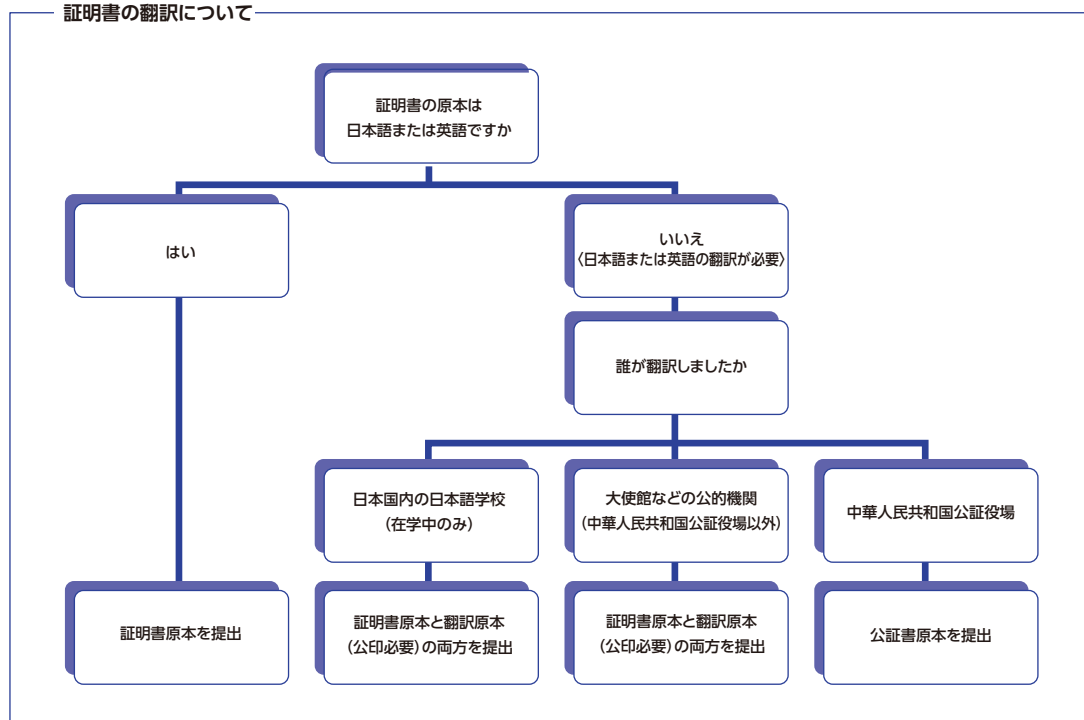 証明書の翻訳について
証明書の原本は
日本語または英語ですか
はい
いいえ
〈日本語または英語の翻訳が必要〉
誰が翻訳しましたか
日本国内の日本語学校
（在学中のみ）
大使館などの公的機関
（中華人民共和国公証役場以外）
中華人民共和国公証役場
証明書原本を提出
証明書原本と翻訳原本
（公印必要）の両方を提出
証明書原本と翻訳原本
（公印必要）の両方を提出
公証書原本を提出